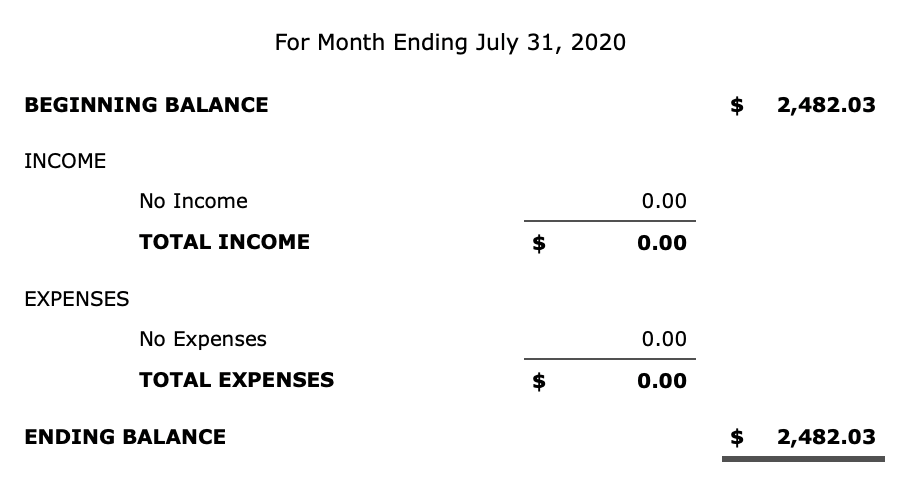 For Month Ending July 31, 2020
BEGINNING BALANCE $ 2,482.03
INCOME
No Income 0.00
TOTAL INCOME $ 0.00
EXPENSES
No Expenses 0.00
TOTAL EXPENSES $ 0.00
ENDING BALANCE $ 2,482.03